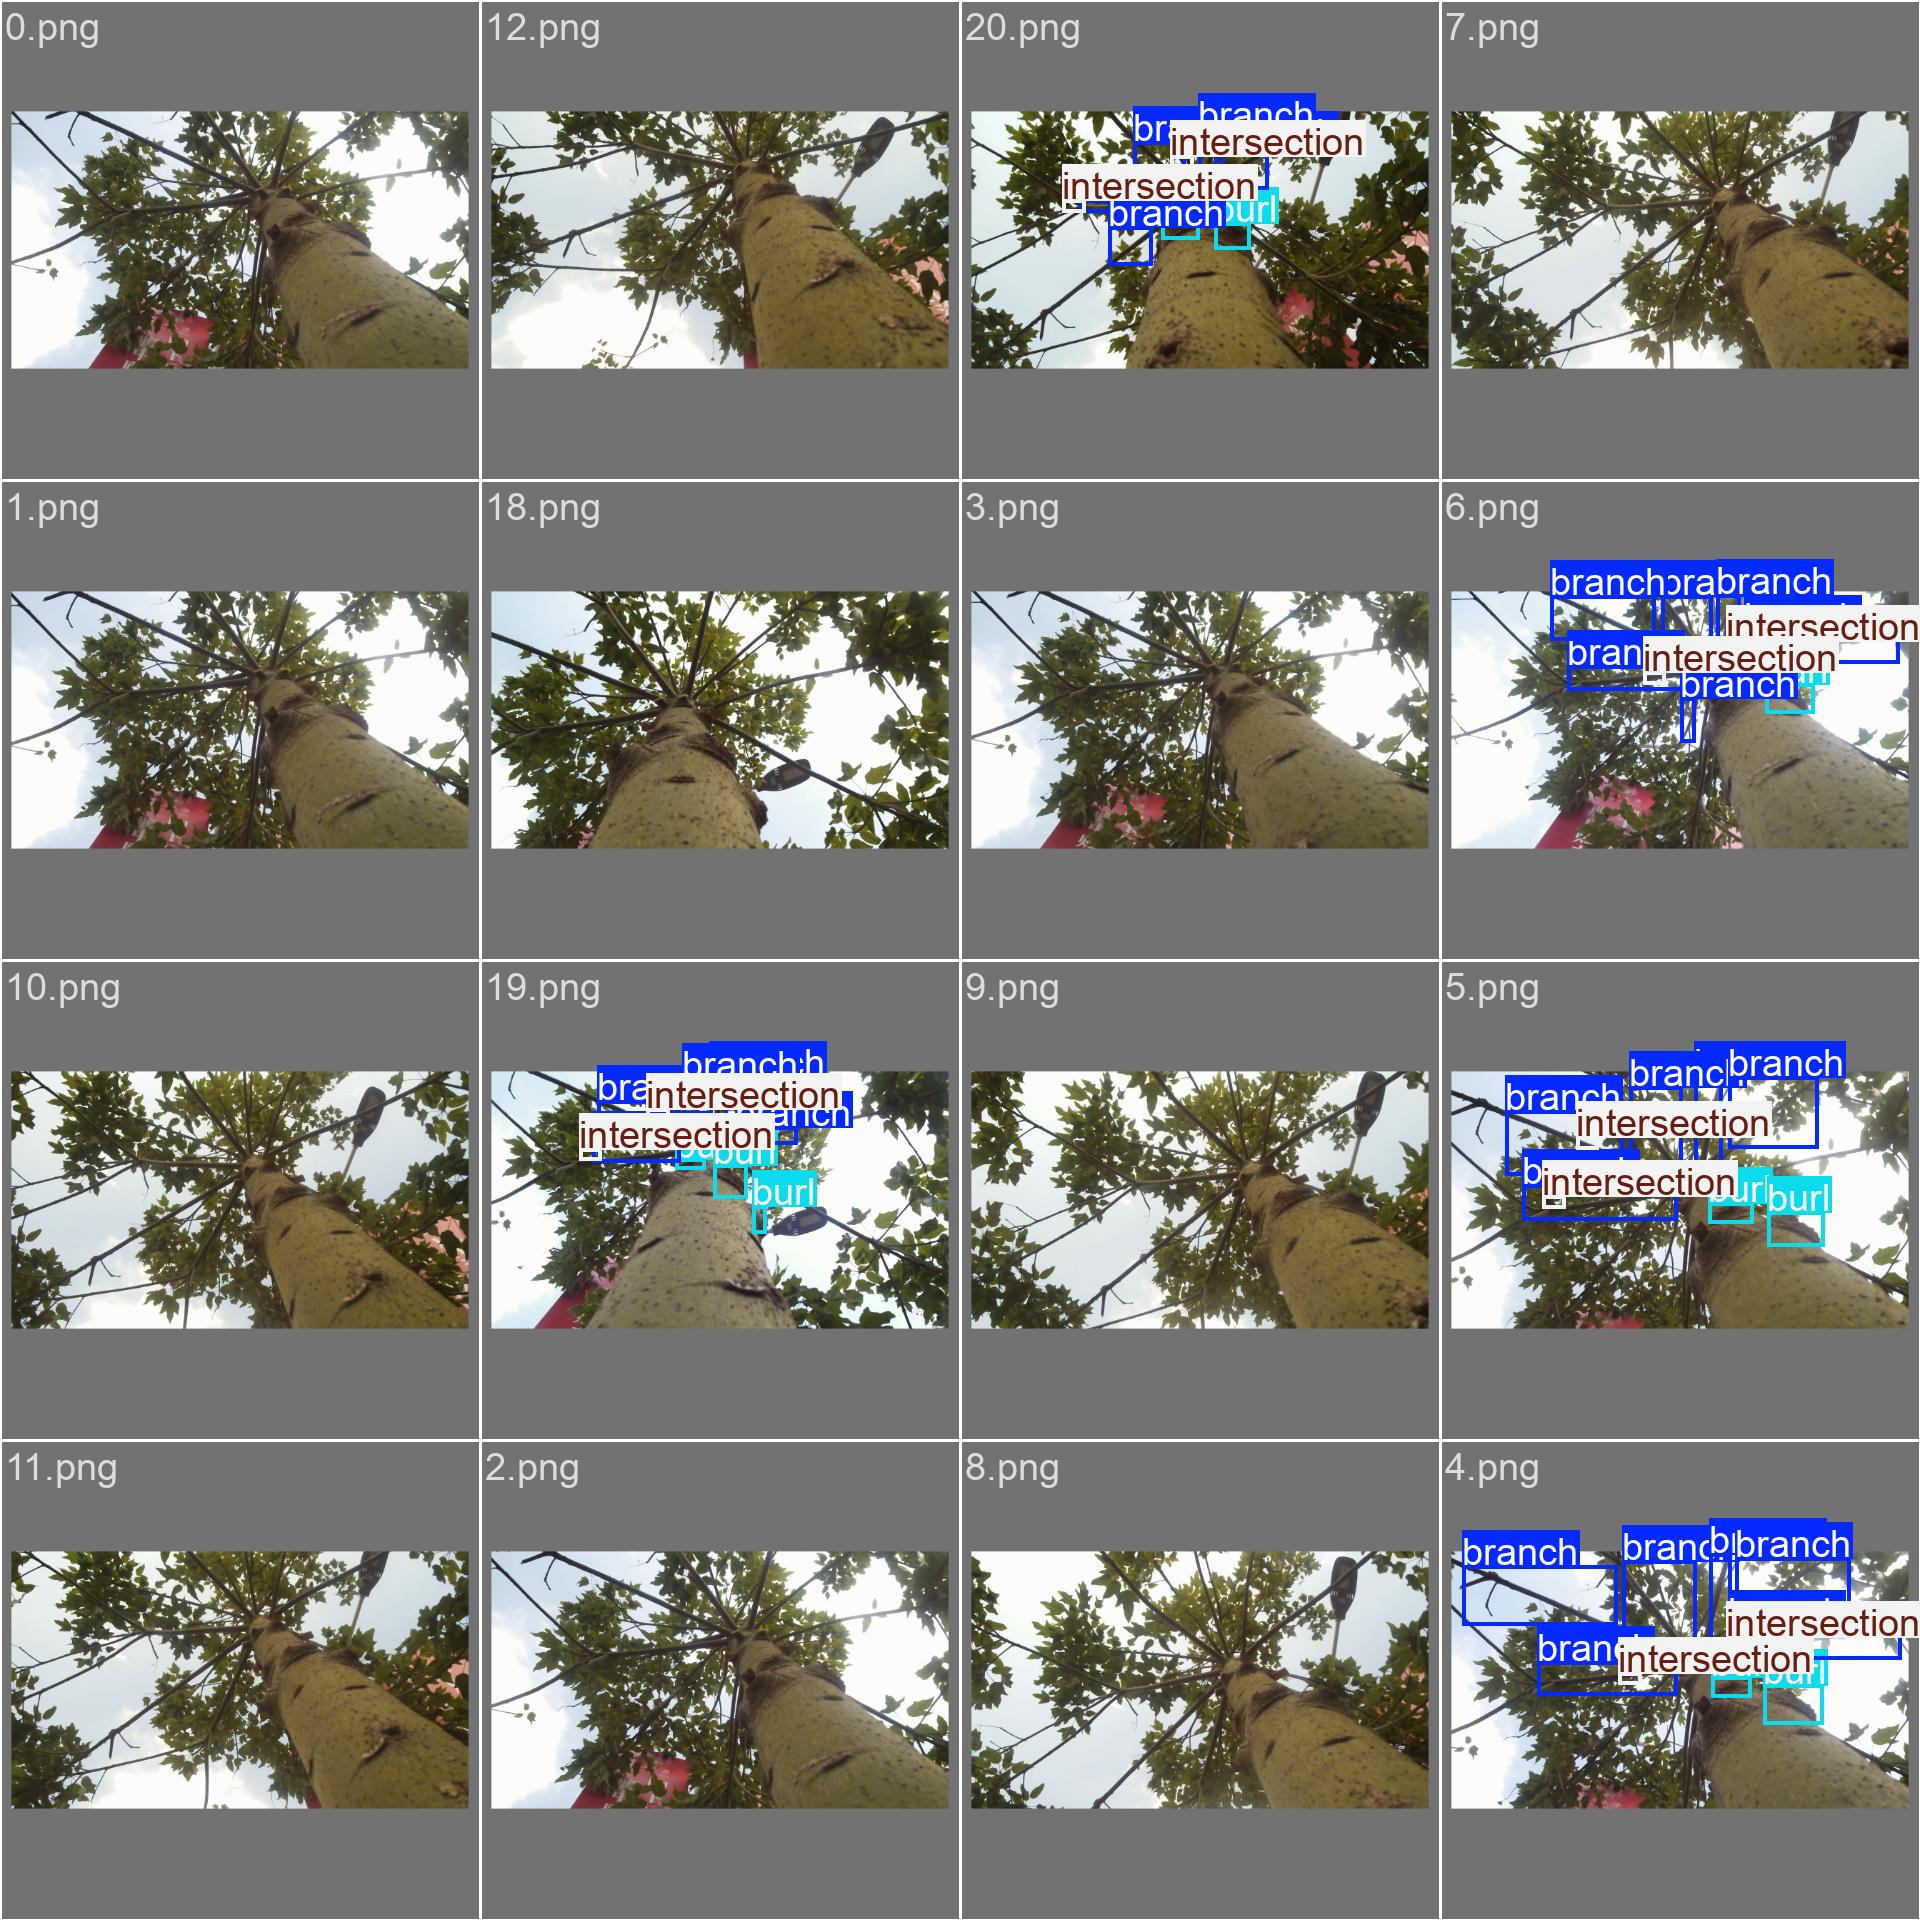 0.png
12.png
20.png
branch
intersection
intersection
branch
burl
7.png
1.png
18.png
3.png
6.png
branch
branch
intersection
intersection
branch
10.png
19.png
branch
intersection
branch
intersection
burl
burl
9.png
5.png
branch
branch
intersection
intersection
burl
burl
11.png
2.png
8.png
4.png
branch
branch
intersection
intersection
burl